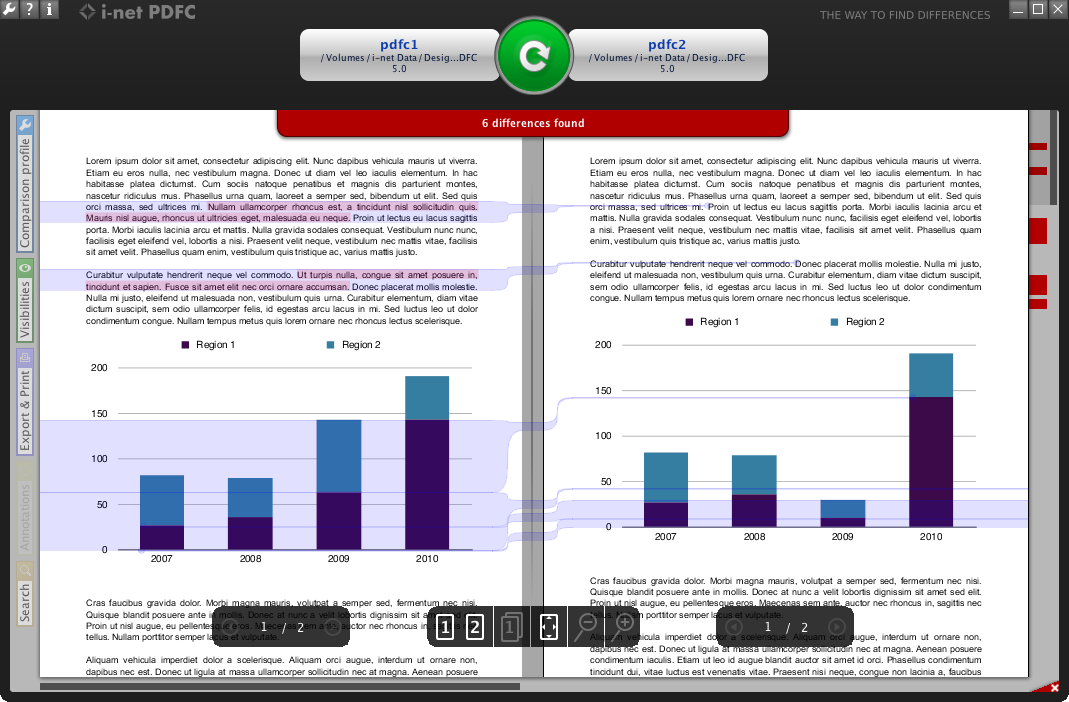 ? i
i-net PDFC
THE WAY TO FIND DIFFERENCES
pdfc1
/Volumes/i-net Data/Desig...DFC
5.0
pdfc2
/Volumes/i-net Data/Desig...DFC
5.0
6 differences found
Comparison profile
Visibilities
Export & Print
Annotations
Search
Lorem ipsum dolor sit amet, consectetur adipiscing elit. Nunc dapibus vehicula mauris ut viverra.
Etiam eu eros nulla, nec vestibulum magna. Donec ut diam vel leo iaculis elementum. In hac
habitasse platea dictumst. Cum sociis natoque penatibus et magnis dis parturient montes,
nascetur ridiculus mus. Phasellus urna quam, laoreet a semper sed, bibendum et elit. Sed quis
orci massa, sed ultrices mi. Nullam ullamcorper rhoncus est, a tincidunt nisl sollicitudin quis.
Mauris nisl augue, rhoncus ut ultricies eget, malesuada eu neque. Proin ut lectus eu lacus sagittis
porta. Morbi iaculis lacinia arcu et mattis. Nulla gravida sodales consequat. Vestibulum nunc nunc,
facilisis eget eleifend vel, lobortis a nisi. Praesent velit neque, vestibulum nec mattis vitae, facilisis
sit amet velit. Phasellus quam enim, vestibulum quis tristique ac, varius mattis justo.
Curabitur vulputate hendrerit neque vel commodo. Ut turpis nulla, congue sit amet posuere in,
tincidunt et sapien. Fusce sit amet elit nec orci ornare accumsan. Donec placerat mollis molestie.
Nulla mi justo, eleifend ut malesuada non, vestibulum quis urna. Curabitur elementum, diam vitae
dictum suscipit, sem odio ullamcorper felis, id egestas arcu lacus in mi. Sed luctus leo ut dolor
condimentum congue. Nullam tempus metus quis lorem ornare nec rhoncus lectus scelerisque.
Region 1 Region 2
200
150
100
50
0
2007 2008 2009 2010
Cras faucibus gravida dolor. Morbi magna mauris, volutpat a semper sed, fermentum nec nisi.
Quisque blandit posuere ante id mollis. Donec at nunc a velit lobortis dignissim sit amet sed elit.
Proin ut nisl augue, eu pellentesque eros. Maecenas sem ante, auctor nec rhoncus in, sagittis nec
tellus. Nullam porttitor semper lacus et vulputate.
Aliquam vehicula imperdiet dolor a scelerisque. Aliquam orci augue, interdum ut ornare non,
dapibus nec erat. Donec ut ligula at massa ullamcorper sollicitudin nec at magna. Aenean posuere
1 / 2
1 2
1
Lorem ipsum dolor sit amet, consectetur adipiscing elit. Nunc dapibus vehicula mauris ut viverra.
Etiam eu eros nulla, nec vestibulum magna. Donec ut diam vel leo iaculis elementum. In hac
habitasse platea dictumst. Cum sociis natoque penatibus et magnis dis parturient montes,
nascetur ridiculus mus. Phasellus urna quam, laoreet a semper sed, bibendum et elit. Sed quis
orci massa, sed ultrices mi. Proin ut lectus eu lacus sagittis porta. Morbi iaculis lacinia arcu et
mattis. Nulla gravida sodales consequat. Vestibulum nunc nunc, facilisis eget eleifend vel, lobortis
a nisi. Praesent velit neque, vestibulum nec mattis vitae, facilisis sit amet velit. Phasellus quam
enim, vestibulum quis tristique ac, varius mattis justo.
Curabitur vulputate hendrerit neque vel commodo. Donec placerat mollis molestie. Nulla mi justo,
eleifend ut malesuada non, vestibulum quis urna. Curabitur elementum, diam vitae dictum suscipit,
sem odio ullamcorper felis, id egestas arcu lacus in mi. Sed luctus leo ut dolor condimentum
congue. Nullam tempus metus quis lorem ornare nec rhoncus lectus scelerisque.
Region 1 Region 2
200
150
100
50
0
2007 2008 2009 2010
Cras faucibus gravida dolor. Morbi magna mauris, volutpat a semper sed, fermentum nec nisi.
Quisque blandit posuere ante id mollis. Donec at nunc a velit lobortis dignissim sit amet sed elit.
Proin ut nisl augue, eu pellentesque eros. Maecenas sem ante, auctor nec rhoncus in, sagittis nec
tellus. Nullam porttitor semper lacus et vulputate.
Aliquam vehicula imperdiet dolor a scelerisque. Aliquam orci augue, interdum ut ornare non,
dapibus nec erat. Donec ut ligula at massa ullamcorper sollicitudin nec at magna. Aenean posuere
condimentum iaculis. Etiam ut leo id augue blandit auctor sit amet id orci. Phasellus condimentum
tincidunt dui, vitae luctus est venenatis vitae. Praesent nisi neque, congue non lacinia a, faucibus
1 / 2